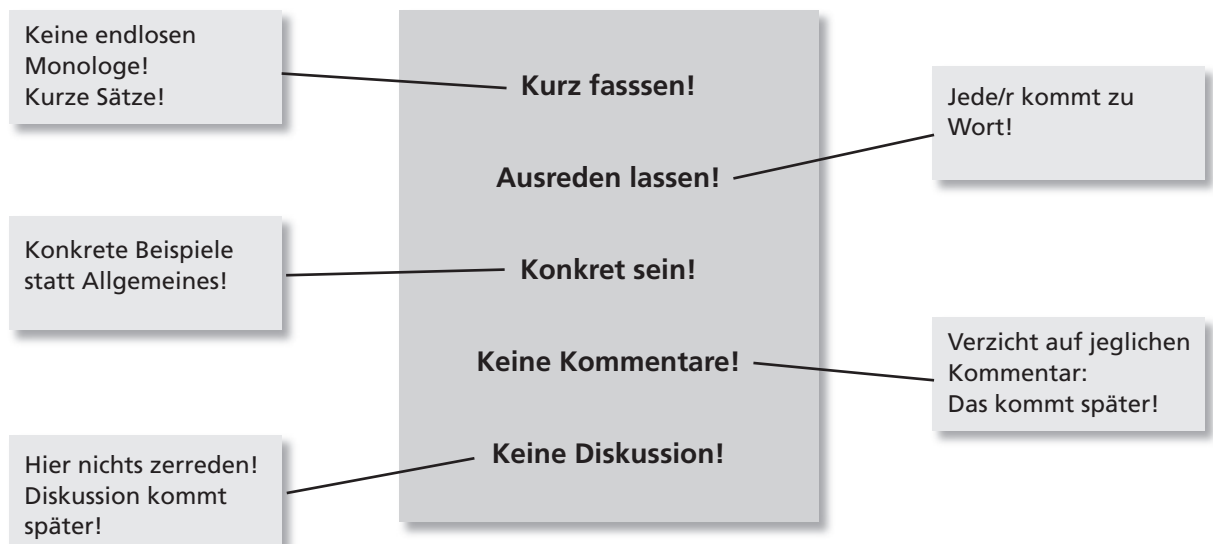 Keine endlosen
Monologe!
Kurze Sätze!
Kurz fasssen!
Jede/r kommt zu
Wort!
Ausreden lassen!
Konkrete Beispiele
statt Allgemeines!
Konkret sein!
Keine Kommentare!
Verzicht auf jeglichen
Kommentar:
Das kommt später!
Hier nichts zerreden!
Diskussion kommt
später!
Keine Diskussion!